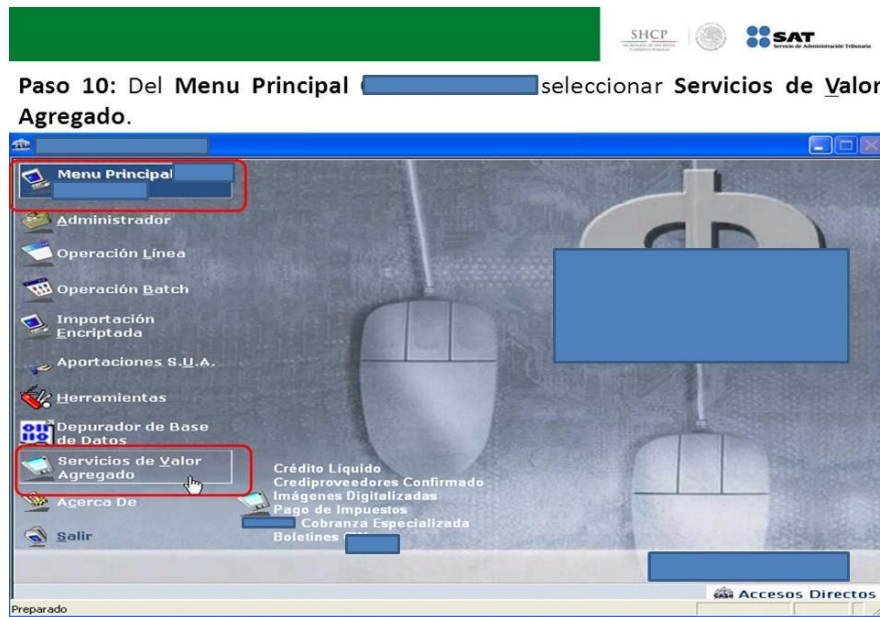 SHCP
SAT
Servicio de Administración Tributaria
Paso 10: Del Menu Principal seleccionar Servicios de Valor
Agregado.
Menu Principal
Administrador
Operación Línea
Operación Batch
Importación
Encriptada
Aportaciones S.U.A.
Herramientas
Depurador de Base
de Datos
Servicios de Valor
Agregado
Acerca De
Salir
Crédito Líquido
Crediproveedores Confirmado
Imágenes Digitalizadas
Pago de Impuestos
Cobranza Especializada
Boletines
Accesos Directos
Preparado